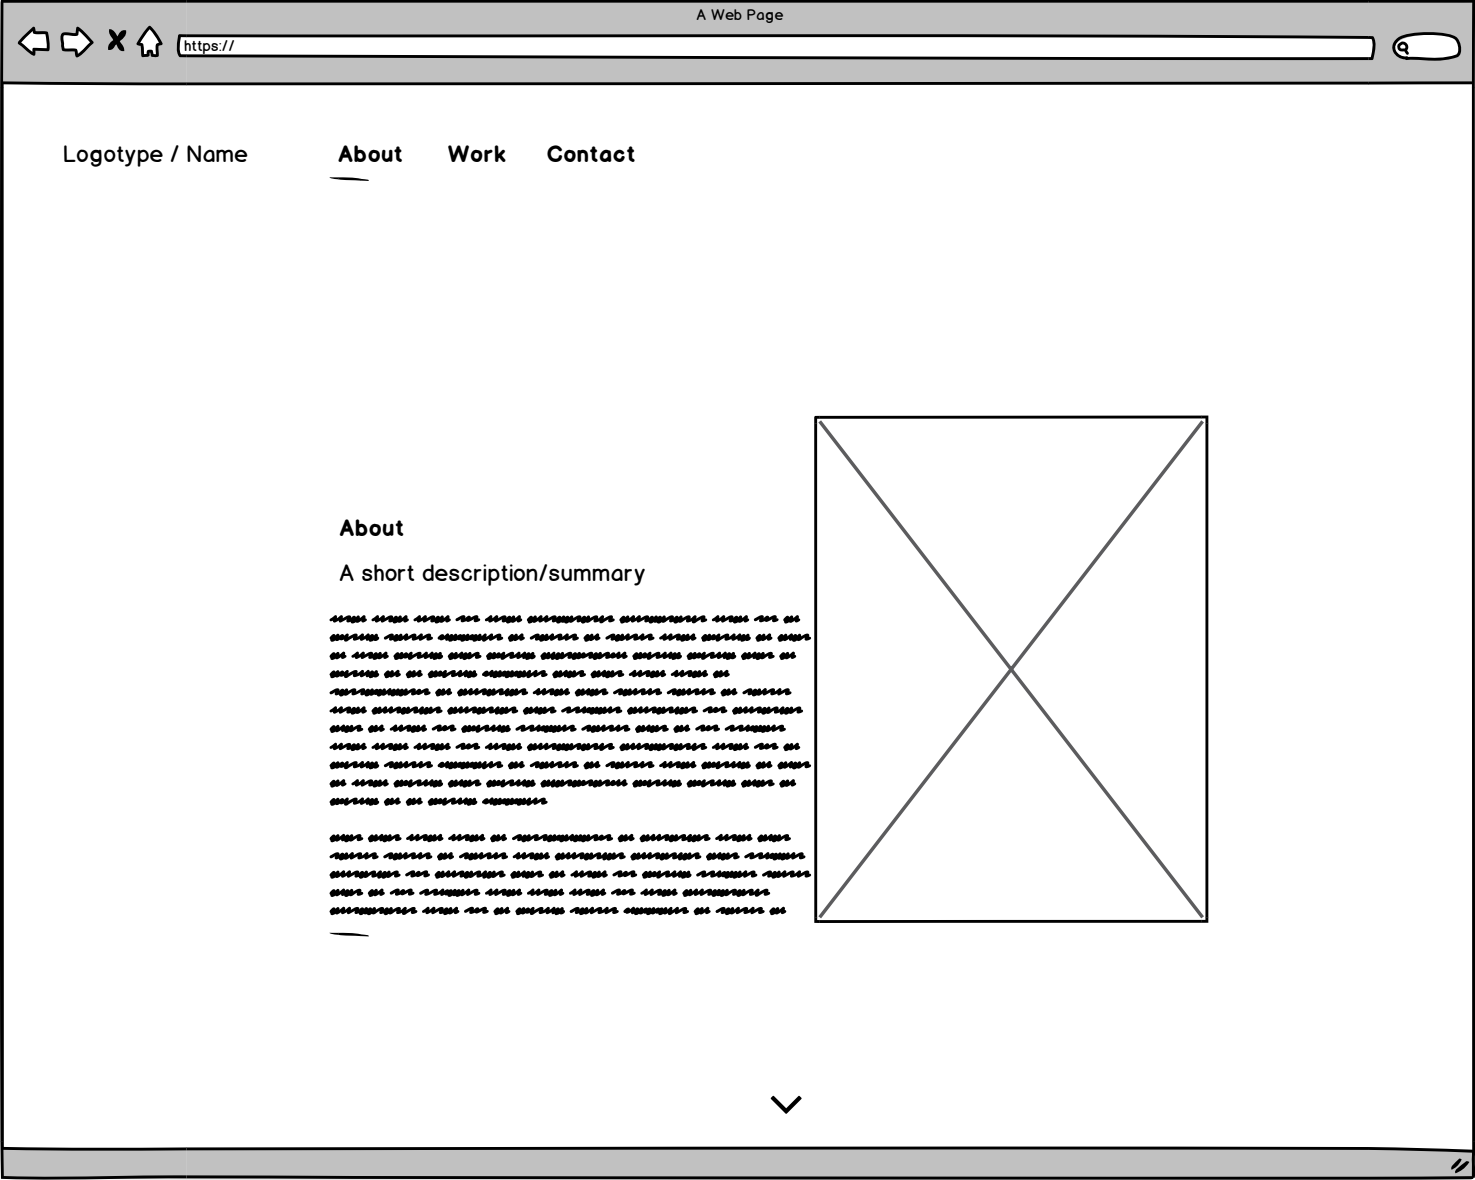 A Web Page
https://
Logotype / Name About Work Contact
About
A short description/summary